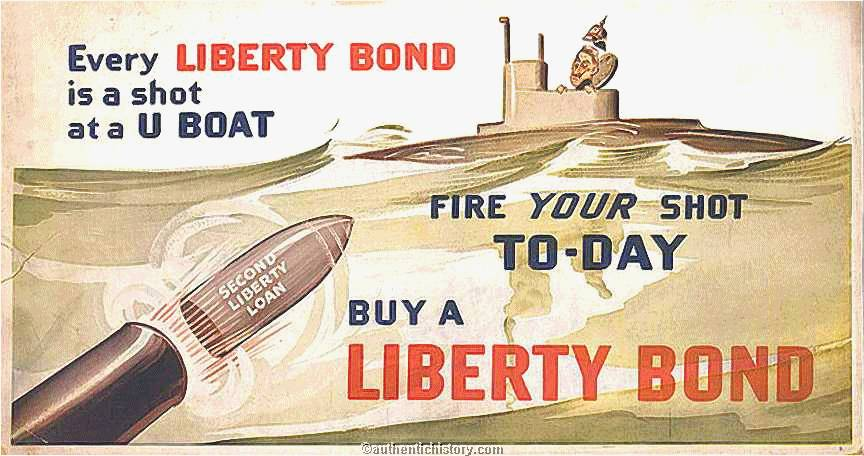 Every LIBERTY BOND
is a shot
at a U BOAT
FIRE YOUR SHOT
TO-DAY
SECOND
LIBERTY
LOAN
BUY A
LIBERTY BOND
©authentichistory.com